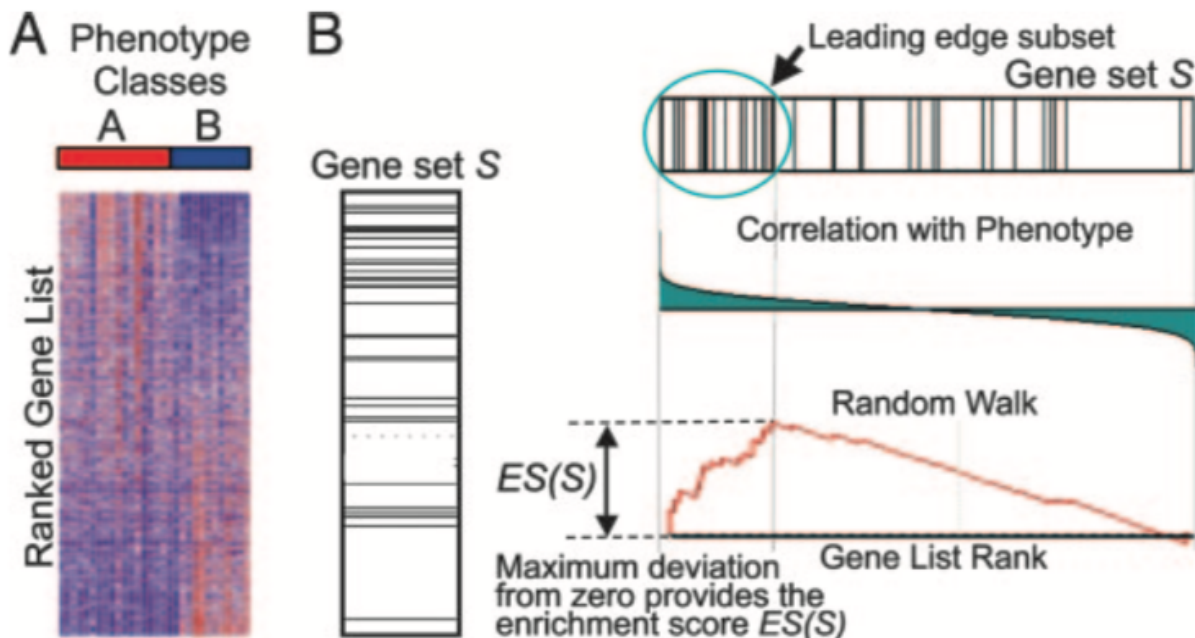 A
Phenotype
Classes
A
B
Ranked Gene List
B
Gene set S
Leading edge subset
Gene set S
Correlation with Phenotype
Random Walk
ES(S)
Gene List Rank
Maximum deviation
from zero provides the
enrichment score ES(S)